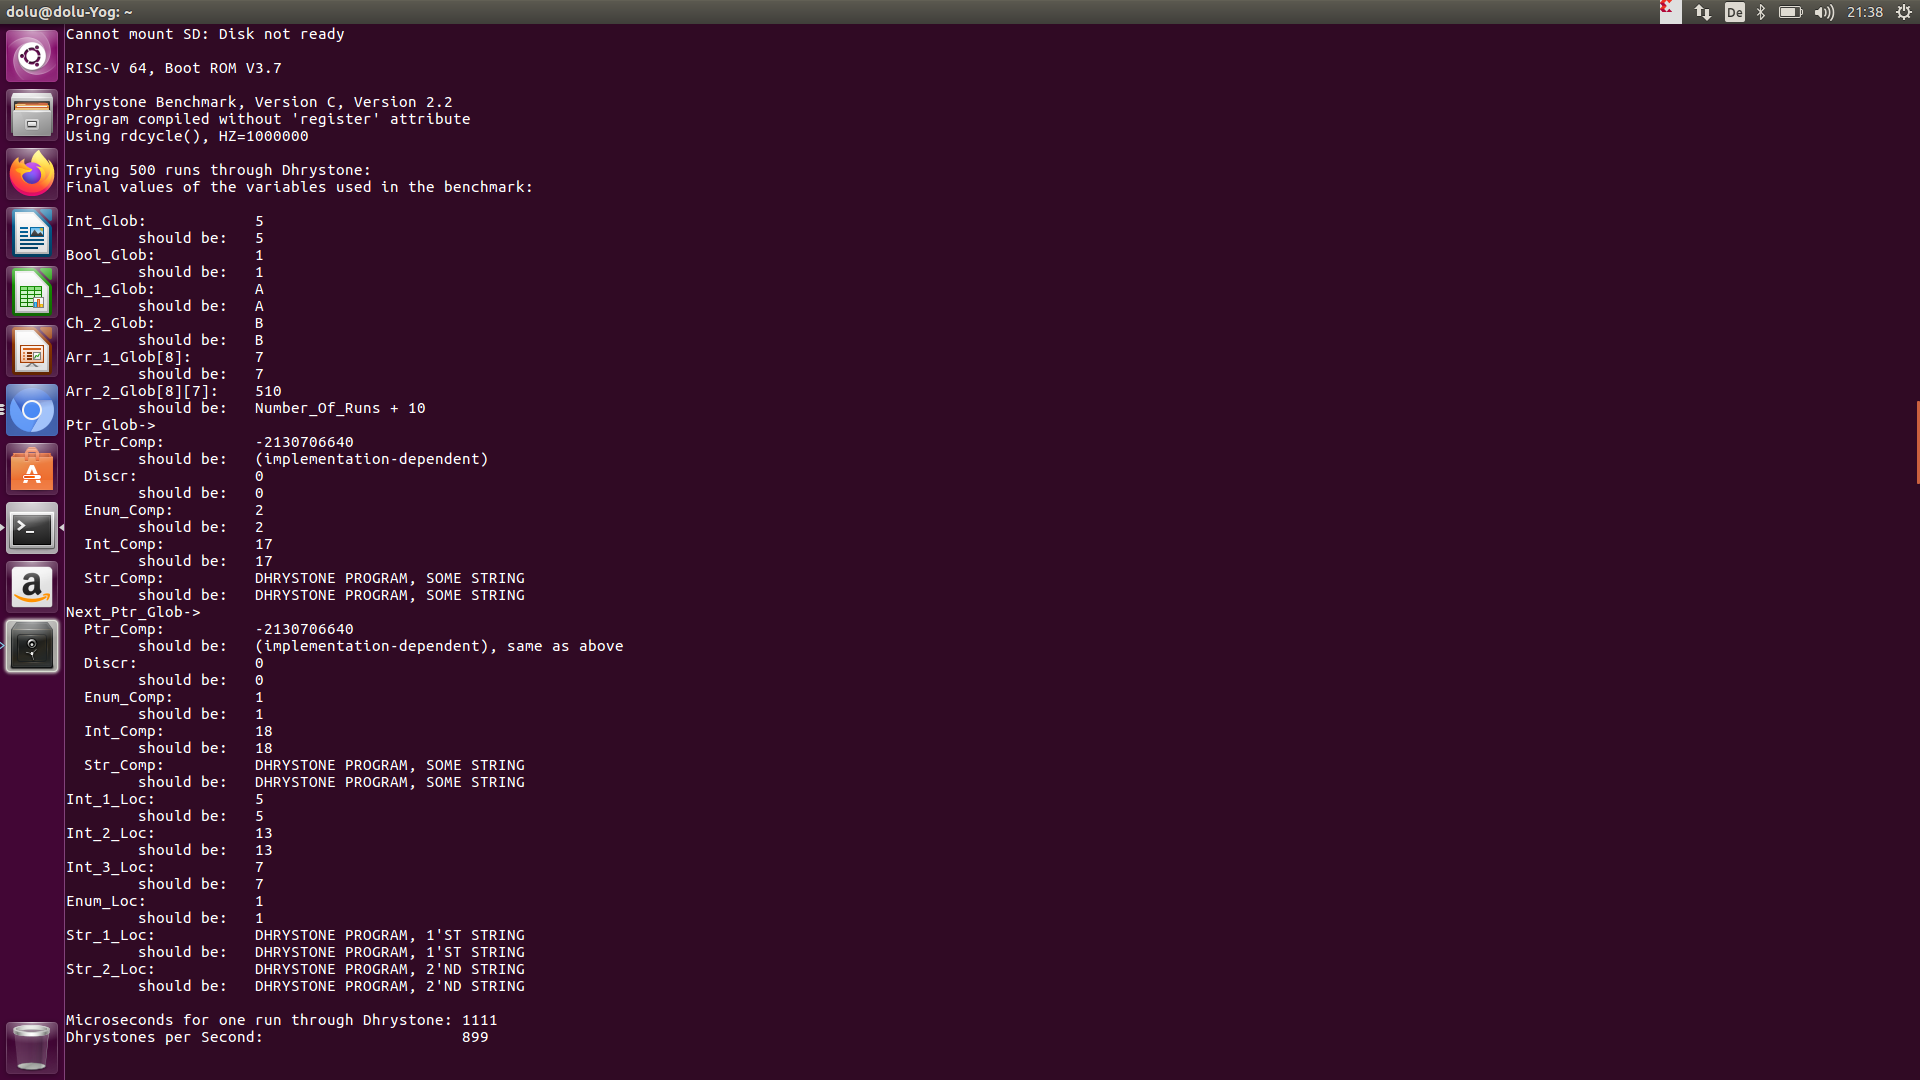 dolu@dolu-Yog: ~
De
21:38
Cannot mount SD: Disk not ready
RISC-V 64, Boot ROM V3.7
Dhrystone Benchmark, Version C, Version 2.2
Program compiled without 'register' attribute
Using rdcycle(), HZ=1000000
Trying 500 runs through Dhrystone:
Final values of the variables used in the benchmark:
Int_Glob:            5
        should be:   5
Bool_Glob:           1
        should be:   1
Ch_1_Glob:           A
        should be:   A
Ch_2_Glob:           B
        should be:   B
Arr_1_Glob[8]:       7
        should be:   7
Arr_2_Glob[8][7]:    510
        should be:   Number_Of_Runs + 10
Ptr_Glob->
  Ptr_Comp:          -2130706640
        should be:   (implementation-dependent)
  Discr:             0
        should be:   0
  Enum_Comp:         2
        should be:   2
  Int_Comp:          17
        should be:   17
  Str_Comp:          DHRYSTONE PROGRAM, SOME STRING
        should be:   DHRYSTONE PROGRAM, SOME STRING
Next_Ptr_Glob->
  Ptr_Comp:          -2130706640
        should be:   (implementation-dependent), same as above
  Discr:             0
        should be:   0
  Enum_Comp:         1
        should be:   1
  Int_Comp:          18
        should be:   18
  Str_Comp:          DHRYSTONE PROGRAM, SOME STRING
        should be:   DHRYSTONE PROGRAM, SOME STRING
Int_1_Loc:           5
        should be:   5
Int_2_Loc:           13
        should be:   13
Int_3_Loc:           7
        should be:   7
Enum_Loc:            1
        should be:   1
Str_1_Loc:           DHRYSTONE PROGRAM, 1'ST STRING
        should be:   DHRYSTONE PROGRAM, 1'ST STRING
Str_2_Loc:           DHRYSTONE PROGRAM, 2'ND STRING
        should be:   DHRYSTONE PROGRAM, 2'ND STRING
Microseconds for one run through Dhrystone: 1111
Dhrystones per Second:                      899